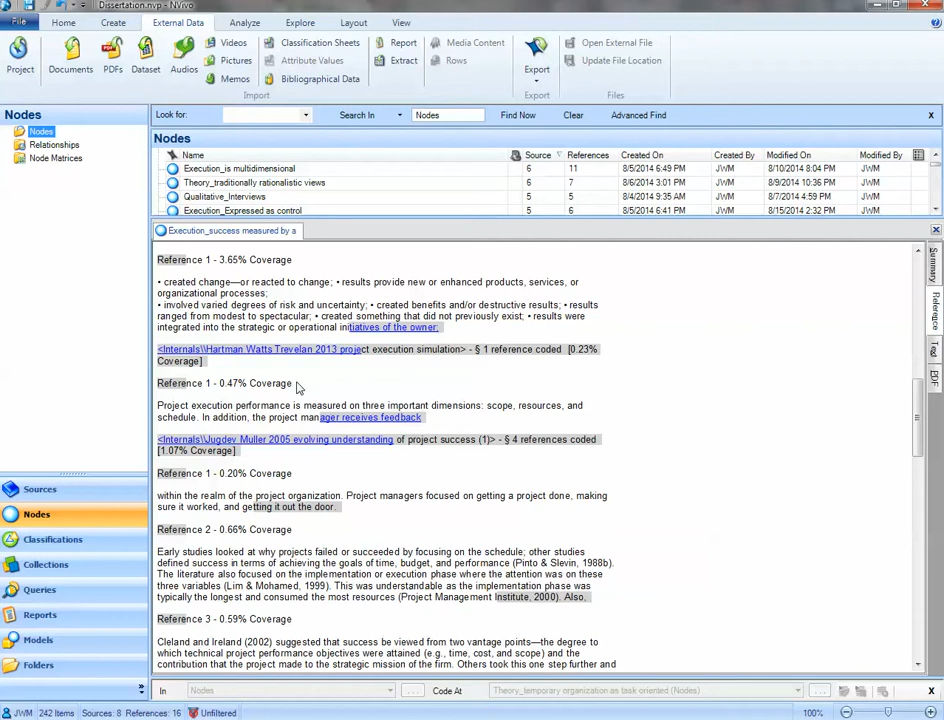 Dissertation.nvp - NVivo
File Home Create External Data Analyze Explore Layout View
Project Documents PDFs Dataset Audios Videos Pictures Memos Classification Sheets Attribute Values Bibliographical Data Report Extract Media Content Rows Export Open External File Update File Location
Import Export Files
Nodes
Nodes
Relationships
Node Matrices
Look for: Search In Nodes Find Now Clear Advanced Find x
Nodes
Name Source References Created On Created By Modified On Modified By
Execution_is multidimensional 6 11 8/5/2014 6:49 PM JWM 8/10/2014 8:04 PM JWM
Theory_traditionally rationalistic views 6 7 8/6/2014 3:01 PM JWM 8/9/2014 10:36 PM JWM
Qualitative_Interviews 5 5 8/4/2014 9:35 AM JWM 8/7/2014 4:59 PM JWM
Execution_Expressed as control 5 6 8/5/2014 6:41 PM JWM 8/15/2014 2:32 PM JWM
Execution_success measured by a
Reference 1 - 3.65% Coverage
• created change—or reacted to change; • results provide new or enhanced products, services, or
organizational processes;
• involved varied degrees of risk and uncertainty; • created benefits and/or destructive results; • results
ranged from modest to spectacular; • created something that did not previously exist; • results were
integrated into the strategic or operational initiatives of the owner;
<Internals\\Hartman Watts Trevelan 2013 project execution simulation> - § 1 reference coded [0.23%
Coverage]
Reference 1 - 0.47% Coverage
Project execution performance is measured on three important dimensions: scope, resources, and
schedule. In addition, the project manager receives feedback
<Internals\\Jugdev Muller 2005 evolving understanding of project success (1)> - § 4 references coded
[1.07% Coverage]
Reference 1 - 0.20% Coverage
within the realm of the project organization. Project managers focused on getting a project done, making
sure it worked, and getting it out the door.
Reference 2 - 0.66% Coverage
Early studies looked at why projects failed or succeeded by focusing on the schedule; other studies
defined success in terms of achieving the goals of time, budget, and performance (Pinto & Slevin, 1988b).
The literature also focused on the implementation or execution phase where the attention was on these
three variables (Lim & Mohamed, 1999). This was understandable as the implementation phase was
typically the longest and consumed the most resources (Project Management Institute, 2000). Also,
Reference 3 - 0.59% Coverage
Cleland and Ireland (2002) suggested that success be viewed from two vantage points—the degree to
which technical project performance objectives were attained (e.g., time, cost, and scope) and the
contribution that the project made to the strategic mission of the firm. Others took this one step further and
Summary
Reference
Text
PDF
Sources
Nodes
Classifications
Collections
Queries
Reports
Models
Folders
In Nodes ... Code At Theory_temporary organization as task oriented (Nodes) ... x
JWM 242 Items Sources: 8 References: 16 Unfiltered 100%